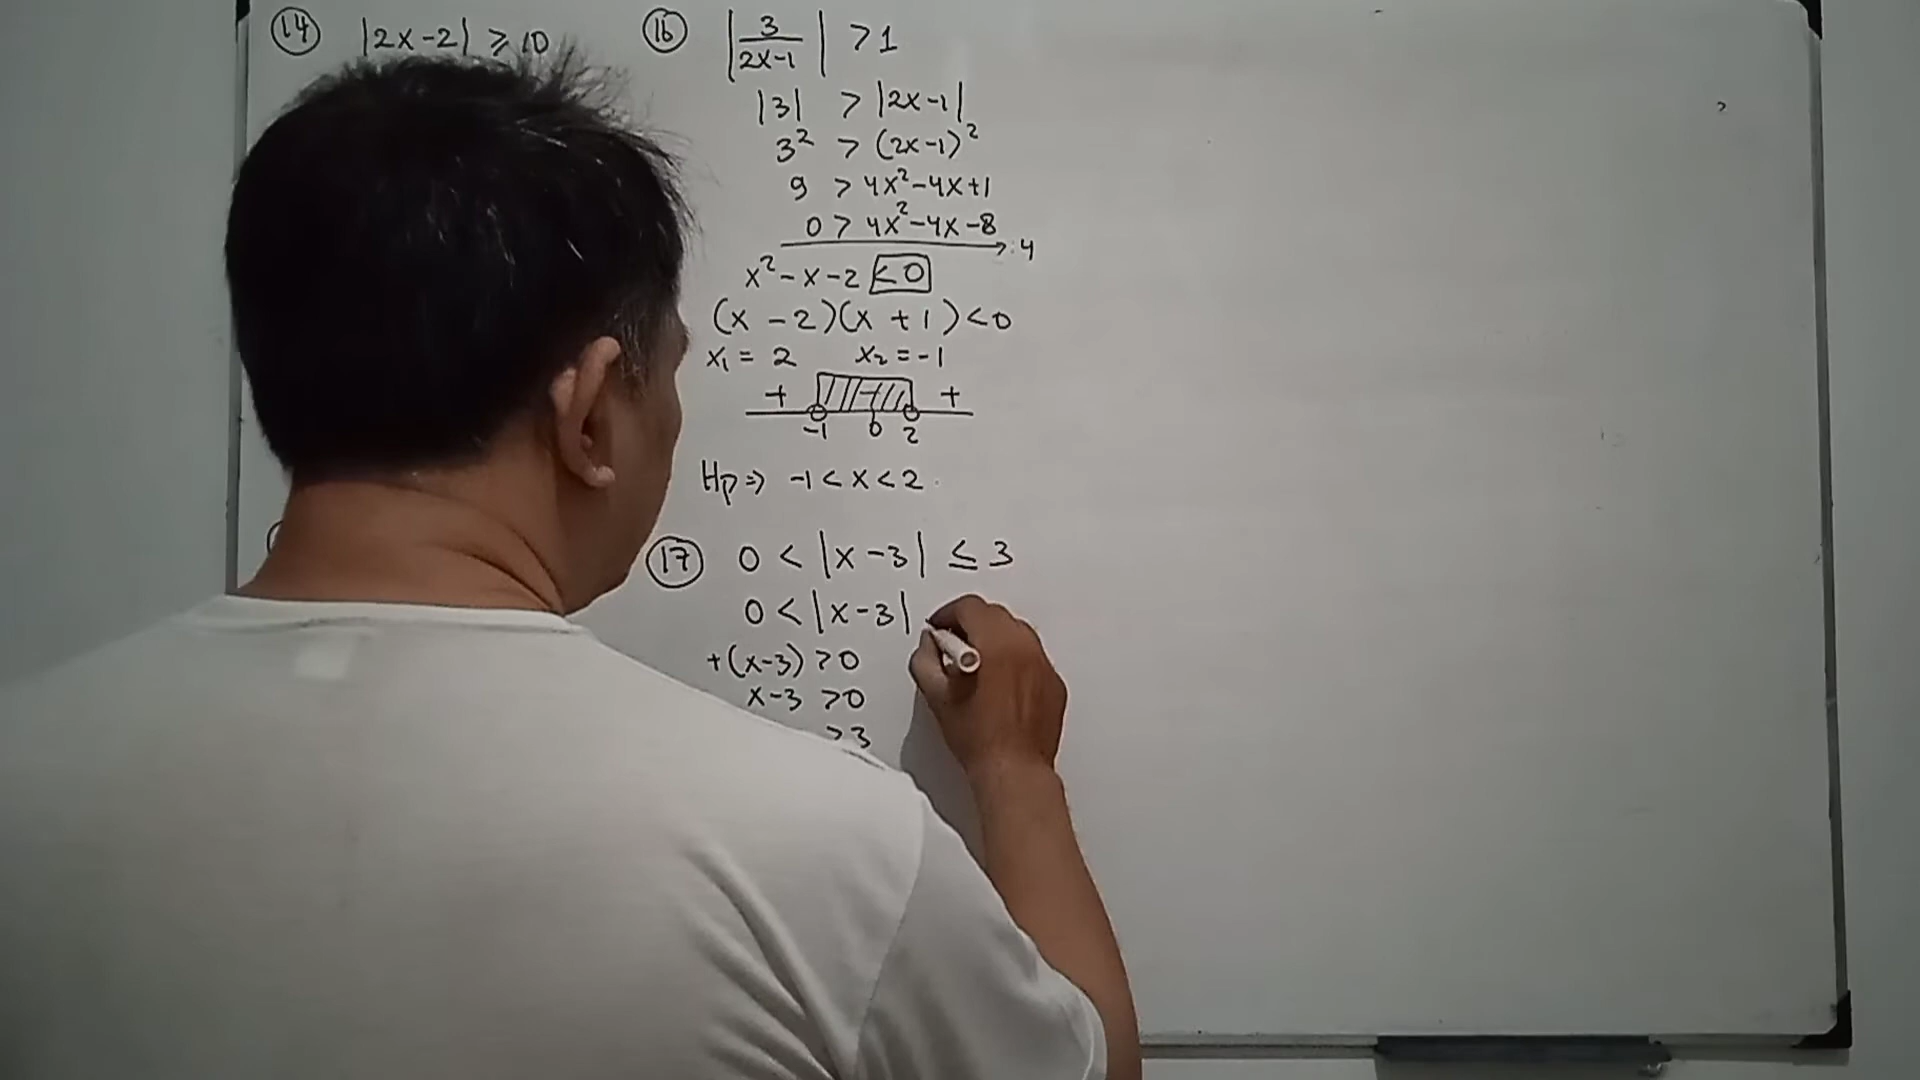 14 |2x-2| ≥ 10
16 |3/(2x-1)| > 1
|3| > |2x-1|
3² > (2x-1)²
9 > 4x²-4x+1
0 > 4x²-4x-8
:4
x²-x-2 < 0
(x-2)(x+1) < 0
x₁ = 2 x₂ = -1
+ - +
-1 0 2
Hp ⇒ -1 < x < 2
17 0 < |x-3| ≤ 3
0 < |x-3|
+(x-3) > 0
x-3 > 0
> 3